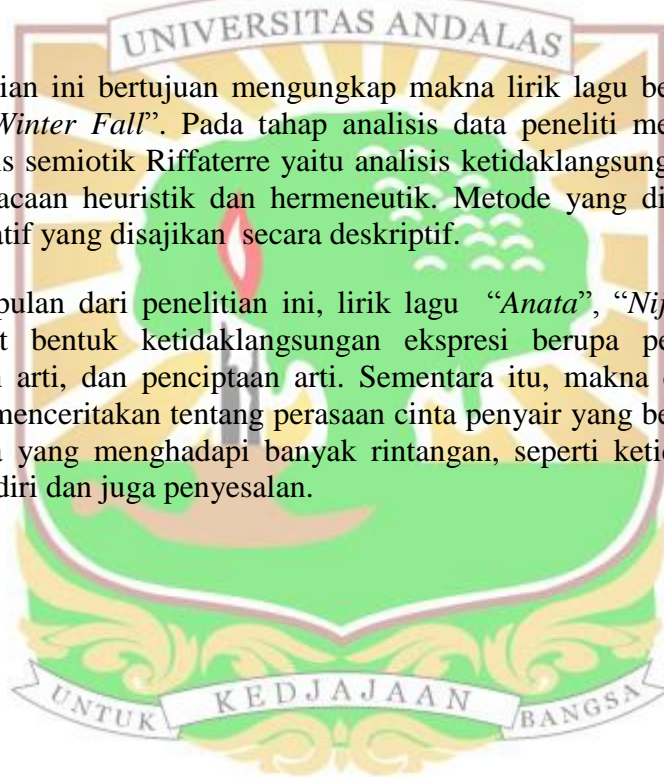 UNIVERSITAS ANDALAS
ian ini bertujuan mengungkap makna lirik lagu be
Winter Fall”. Pada tahap analisis data peneliti me
is semiotik Riffaterre yaitu analisis ketidaklangsung
acaan heuristik dan hermeneutik. Metode yang di
atif yang disajikan secara deskriptif.
pulan dari penelitian ini, lirik lagu “Anata”, “Nij
t bentuk ketidaklangsungan ekspresi berupa pe
n arti, dan penciptaan arti. Sementara itu, makna
menceritakan tentang perasaan cinta penyair yang be
a yang menghadapi banyak rintangan, seperti ketid
diri dan juga penyesalan.
UNTUK KEDJAJAAN BANGSA